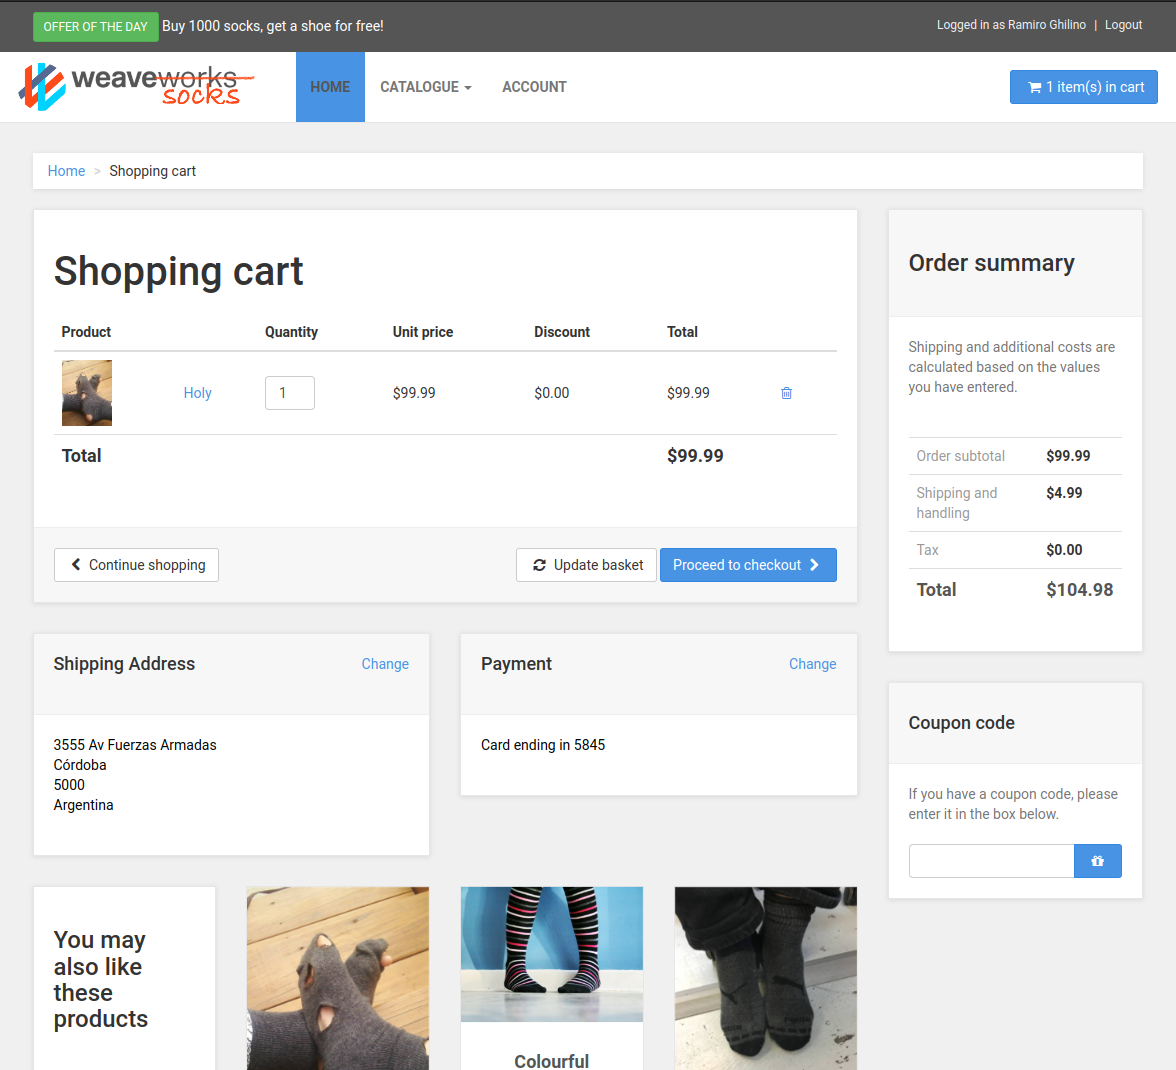 OFFER OF THE DAY Buy 1000 socks, get a shoe for free!
Logged in as Ramiro Ghilino | Logout
weaveworks
socks
HOME
CATALOGUE
ACCOUNT
1 item(s) in cart
Home > Shopping cart
Shopping cart
Product Quantity Unit price Discount Total
Holy 1 $99.99 $0.00 $99.99
Total $99.99
Continue shopping
Update basket
Proceed to checkout
Order summary
Shipping and additional costs are
calculated based on the values
you have entered.
Order subtotal $99.99
Shipping and
handling $4.99
Tax $0.00
Total $104.98
Shipping Address Change
3555 Av Fuerzas Armadas
Córdoba
5000
Argentina
Payment Change
Card ending in 5845
Coupon code
If you have a coupon code, please
enter it in the box below.
You may
also like
these
products
Colourful